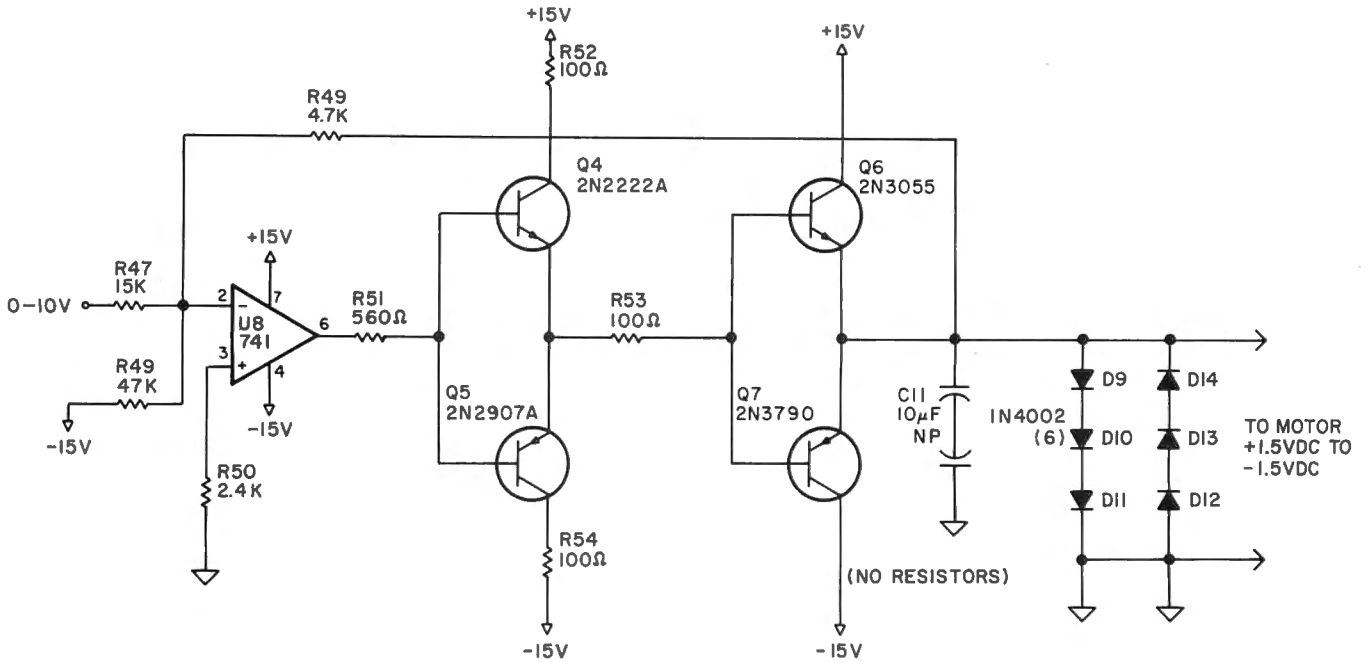 +15V
R52
100Ω
+15V
R49
4.7K
Q4
2N2222A
Q6
2N3055
+15V
0-10V
R47
15K
2
-
7
U8
741
6
3
+
4
R51
560Ω
R53
100Ω
R49
47K
-15V
-15V
R50
2.4K
Q5
2N2907A
Q7
2N3790
C11
10µF
NP
1N4002
(6)
D9
D14
D10
D13
D11
D12
TO MOTOR
+1.5VDC TO
-1.5VDC
R54
100Ω
(NO RESISTORS)
-15V
-15V